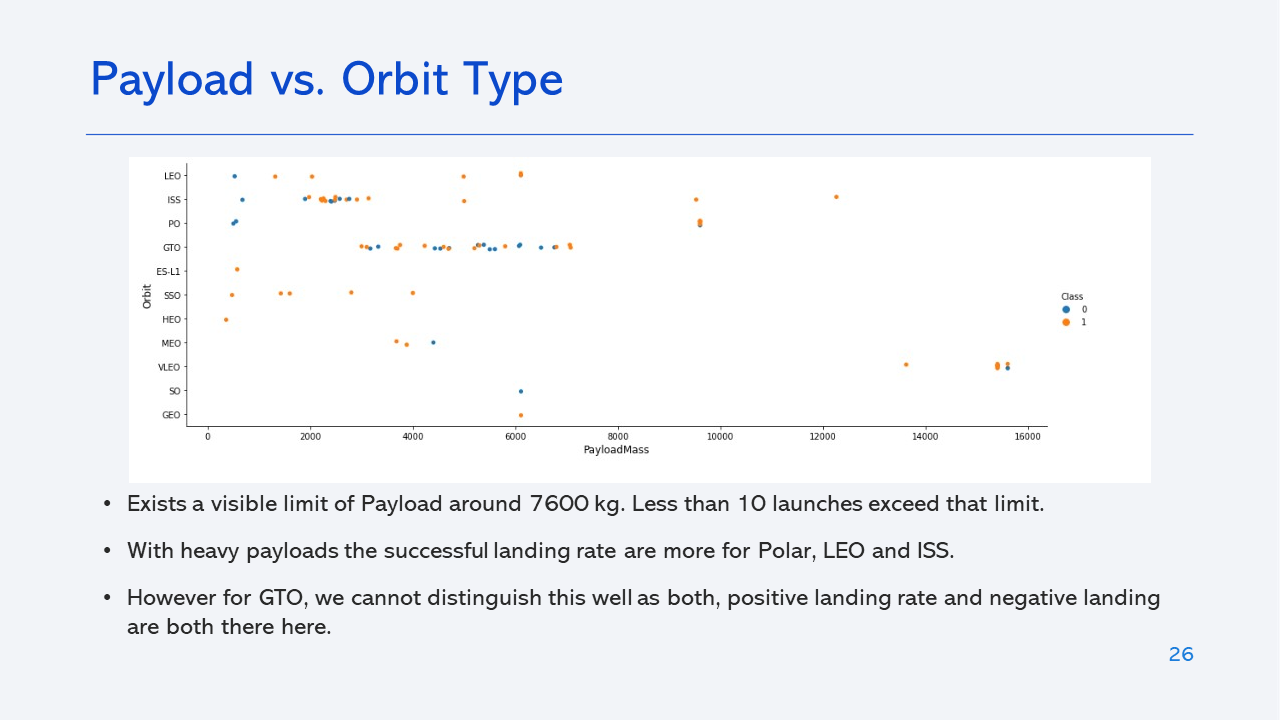 Payload vs. Orbit Type
LEO
ISS
PO
GTO
ES-L1
SSO
HEO
MEO
VLEO
SO
GEO
Orbit
0 2000 4000 6000 8000 10000 12000 14000 16000
PayloadMass
Class
0
1
• Exists a visible limit of Payload around 7600 kg. Less than 10 launches exceed that limit.
• With heavy payloads the successful landing rate are more for Polar, LEO and ISS.
• However for GTO, we cannot distinguish this well as both, positive landing rate and negative landing
are both there here.
26